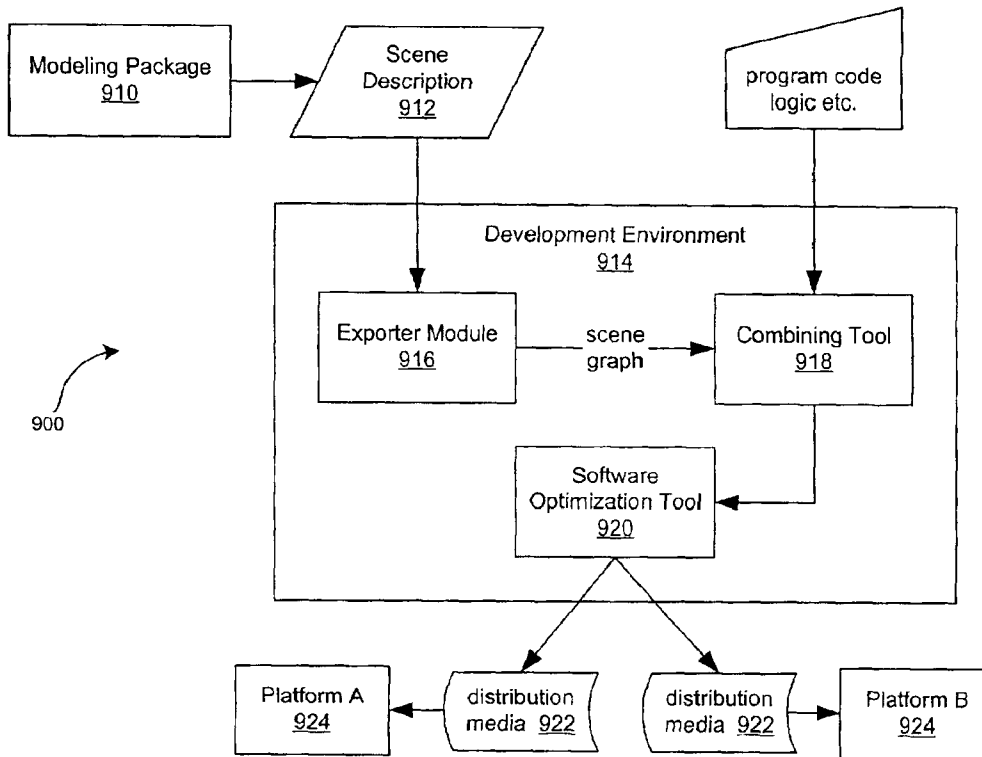 Modeling Package
910
Scene
Description
912
program code
logic etc.
Development Environment
914
Exporter Module
916
scene
graph
Combining Tool
918
900
Software
Optimization Tool
920
Platform A
924
distribution
media 922
distribution
media 922
Platform B
924